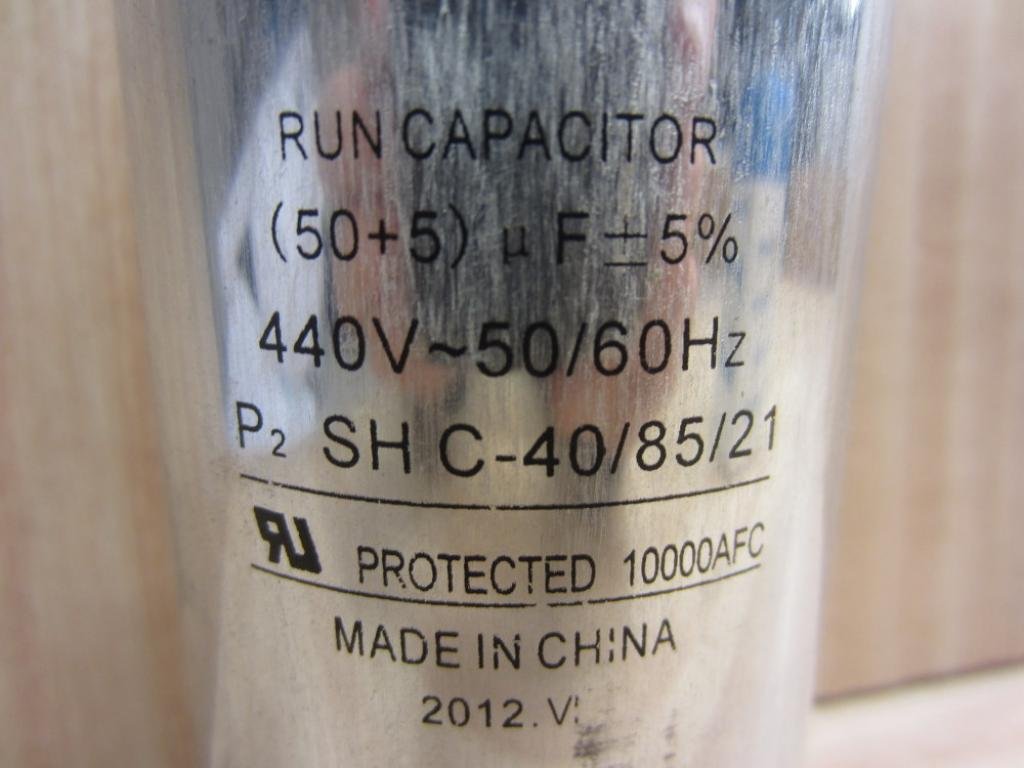 RUN CAPACITOR
(50+5) µF±5%
440V~50/60Hz
P₂ SH C-40/85/21
PROTECTED 10000AFC
MADE IN CHINA
2012.